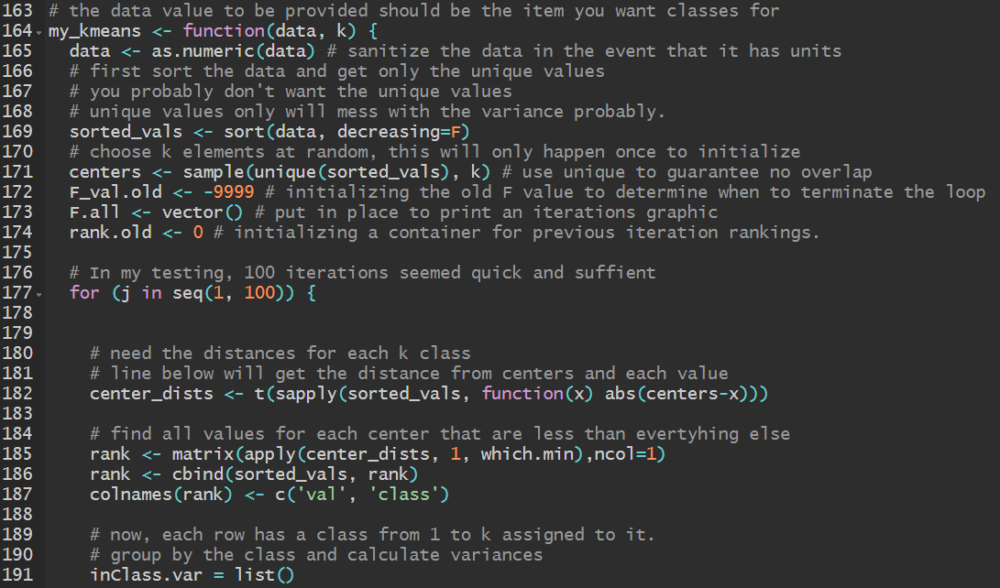 163 # the data value to be provided should be the item you want classes for
164 my_kmeans <- function(data, k) {
165 data <- as.numeric(data) # sanitize the data in the event that it has units
166 # first sort the data and get only the unique values
167 # you probably don't want the unique values
168 # unique values only will mess with the variance probably.
169 sorted_vals <- sort(data, decreasing=F)
170 # choose k elements at random, this will only happen once to initialize
171 centers <- sample(unique(sorted_vals), k) # use unique to guarantee no overlap
172 F_val.old <- -9999 # initializing the old F value to determine when to terminate the loop
173 F.all <- vector() # put in place to print an iterations graphic
174 rank.old <- 0 # initializing a container for previous iteration rankings.
175
176 # In my testing, 100 iterations seemed quick and suffient
177 for (j in seq(1, 100)) {
178
179
180 # need the distances for each k class
181 # line below will get the distance from centers and each value
182 center_dists <- t(sapply(sorted_vals, function(x) abs(centers-x)))
183
184 # find all values for each center that are less than evertyhing else
185 rank <- matrix(apply(center_dists, 1, which.min),ncol=1)
186 rank <- cbind(sorted_vals, rank)
187 colnames(rank) <- c('val', 'class')
188
189 # now, each row has a class from 1 to k assigned to it.
190 # group by the class and calculate variances
191 inClass.var = list()